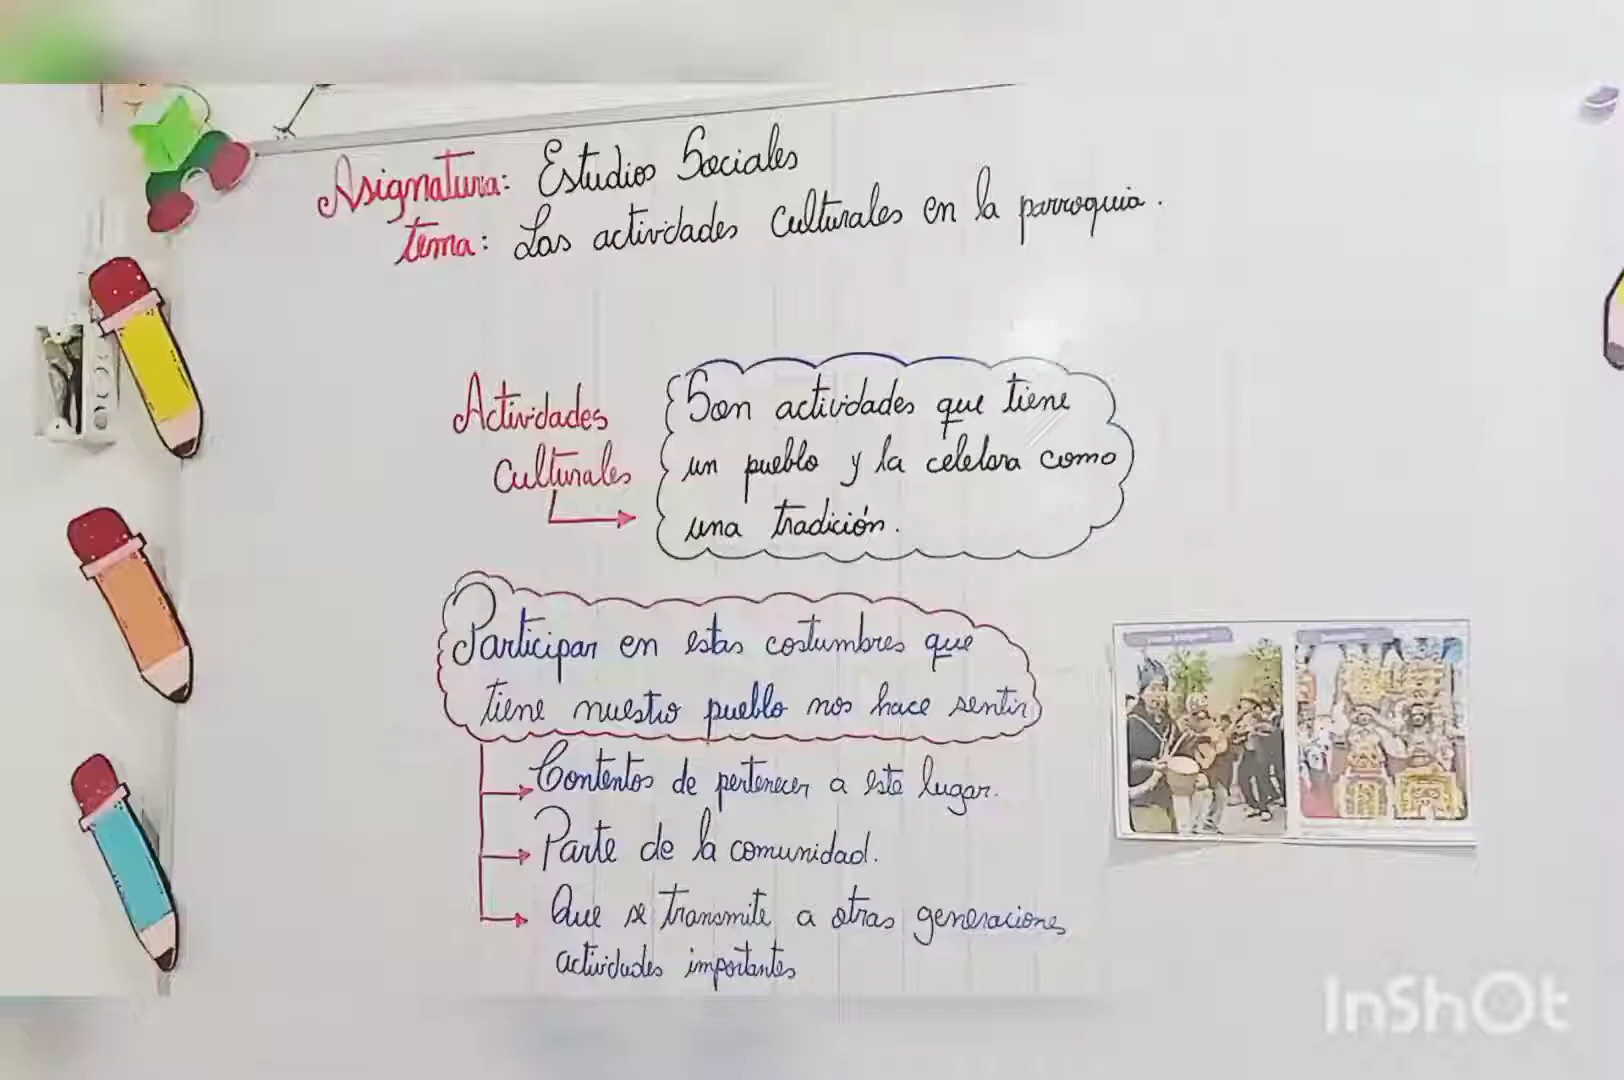 Asignatura: Estudios Sociales
tema: Las actividades culturales en la parroquia.
Actividades
Culturales
Son actividades que tiene
un pueblo y la celebra como
una tradición.
Participar en estas costumbres que
tiene nuestro pueblo nos hace sentir
Contentos de pertenecer a este lugar.
Parte de la comunidad.
Que se transmite a otras generaciones
actividades importantes
InShOt